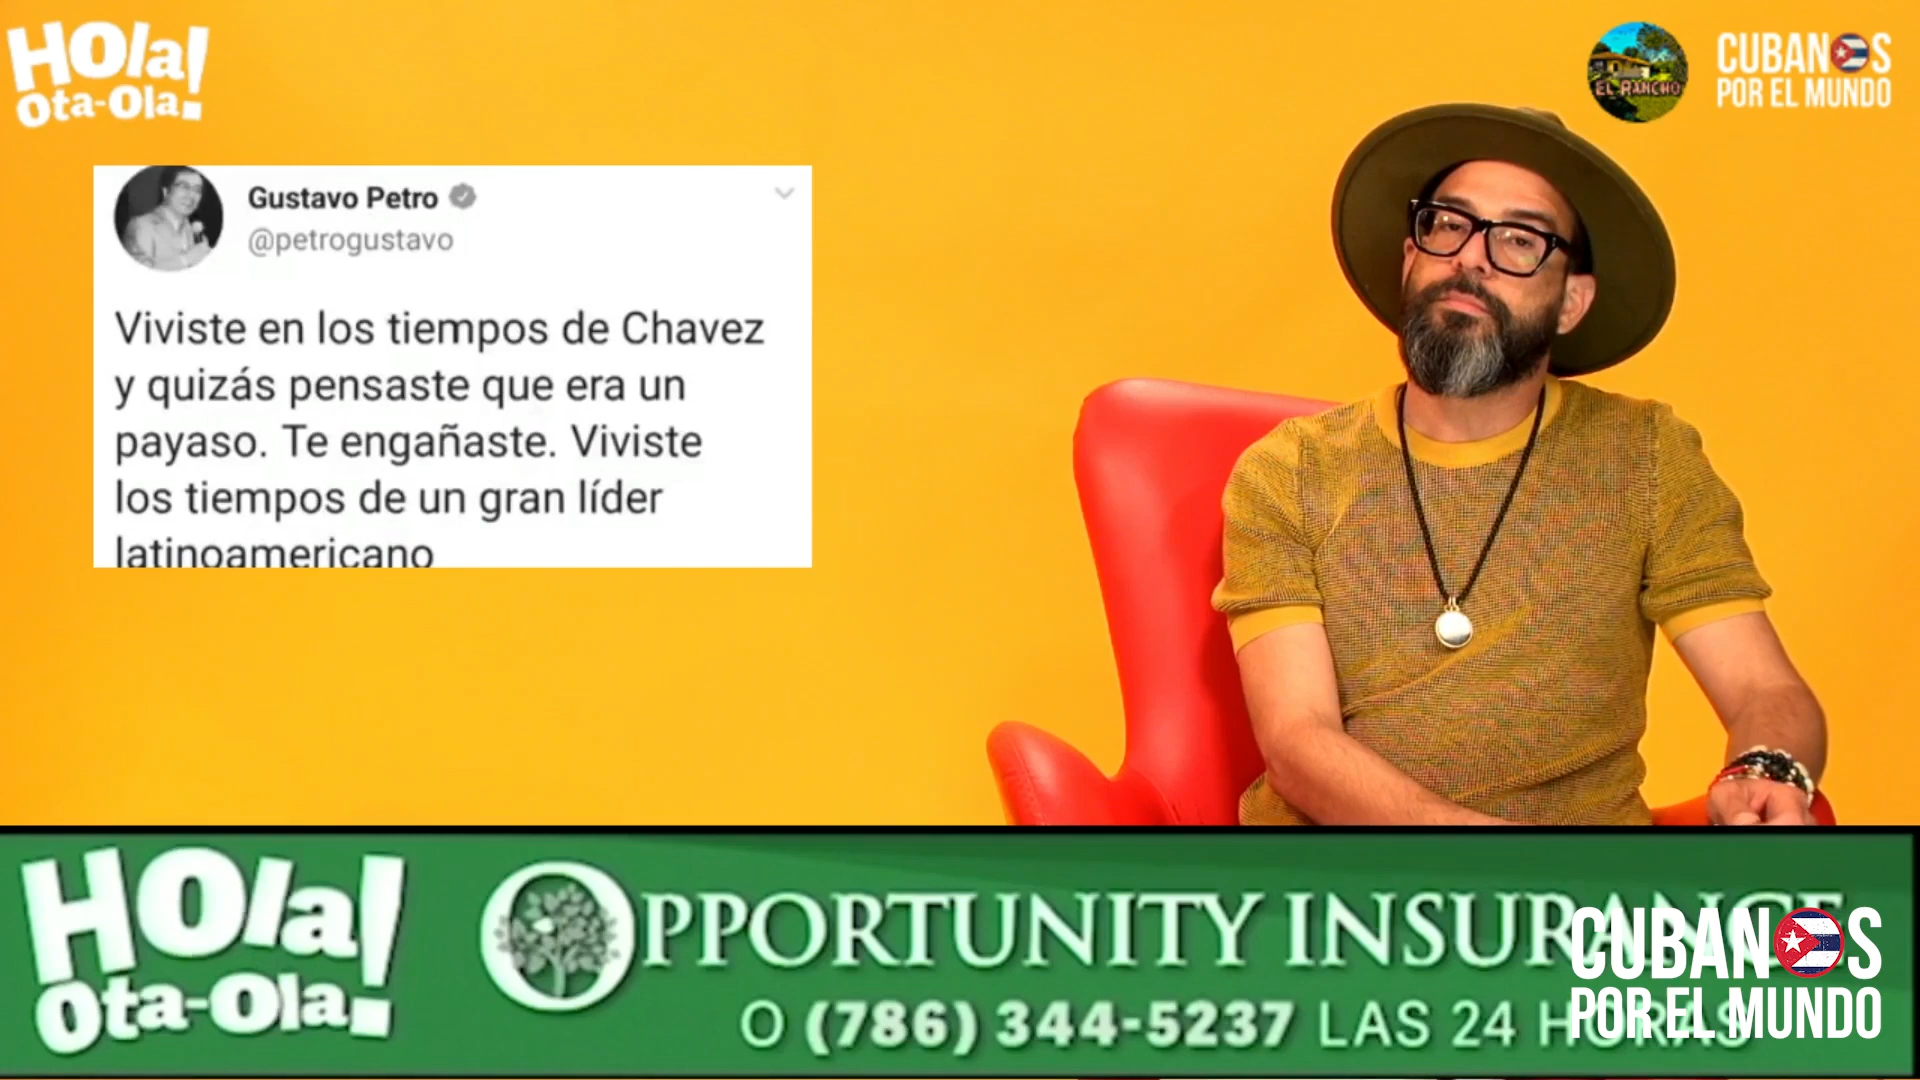 Hola!
Ota-Ola!
EL RANCHO
CUBANOS
POR EL MUNDO
Gustavo Petro
@petrogustavo
Viviste en los tiempos de Chavez
y quizás pensaste que era un
payaso. Te engañaste. Viviste
los tiempos de un gran líder
latinoamericano
Hola!
Ota-Ola!
OPPORTUNITY INSURANCE
O (786) 344-5237 LAS 24 HORAS
CUBANOS
POR EL MUNDO